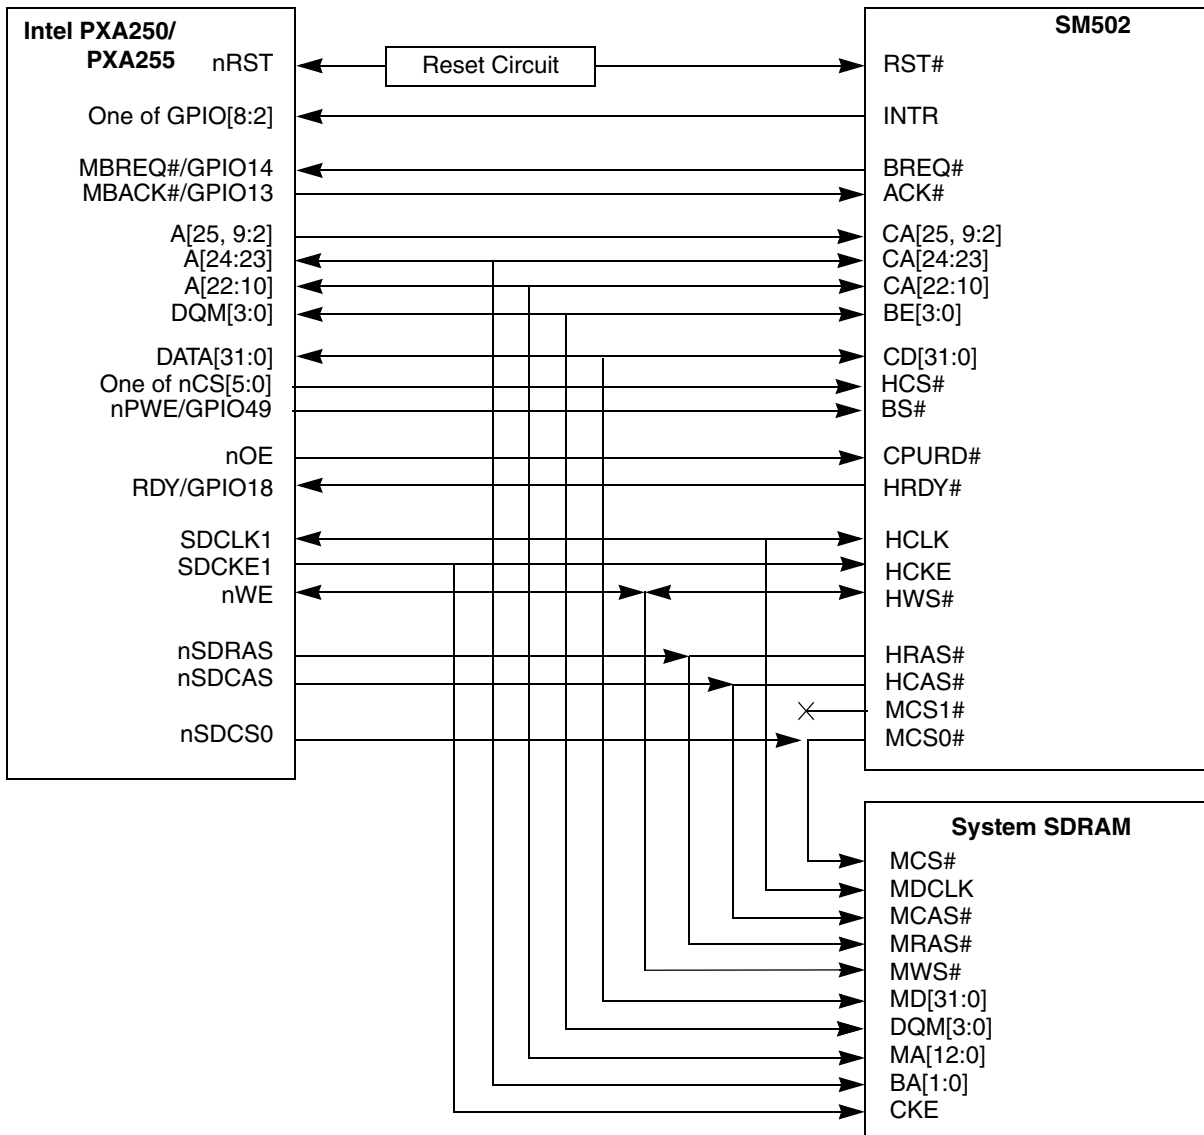 Intel PXA250/
PXA255
nRST
One of GPIO[8:2]
MBREQ#/GPIO14
MBACK#/GPIO13
A[25, 9:2]
A[24:23]
A[22:10]
DQM[3:0]
DATA[31:0]
One of nCS[5:0]
nPWE/GPIO49
nOE
RDY/GPIO18
SDCLK1
SDCKE1
nWE
nSDRAS
nSDCAS
nSDCS0
Reset Circuit
SM502
RST#
INTR
BREQ#
ACK#
CA[25, 9:2]
CA[24:23]
CA[22:10]
BE[3:0]
CD[31:0]
HCS#
BS#
CPURD#
HRDY#
HCLK
HCKE
HWS#
HRAS#
HCAS#
MCS1#
MCS0#
System SDRAM
MCS#
MDCLK
MCAS#
MRAS#
MWS#
MD[31:0]
DQM[3:0]
MA[12:0]
BA[1:0]
CKE